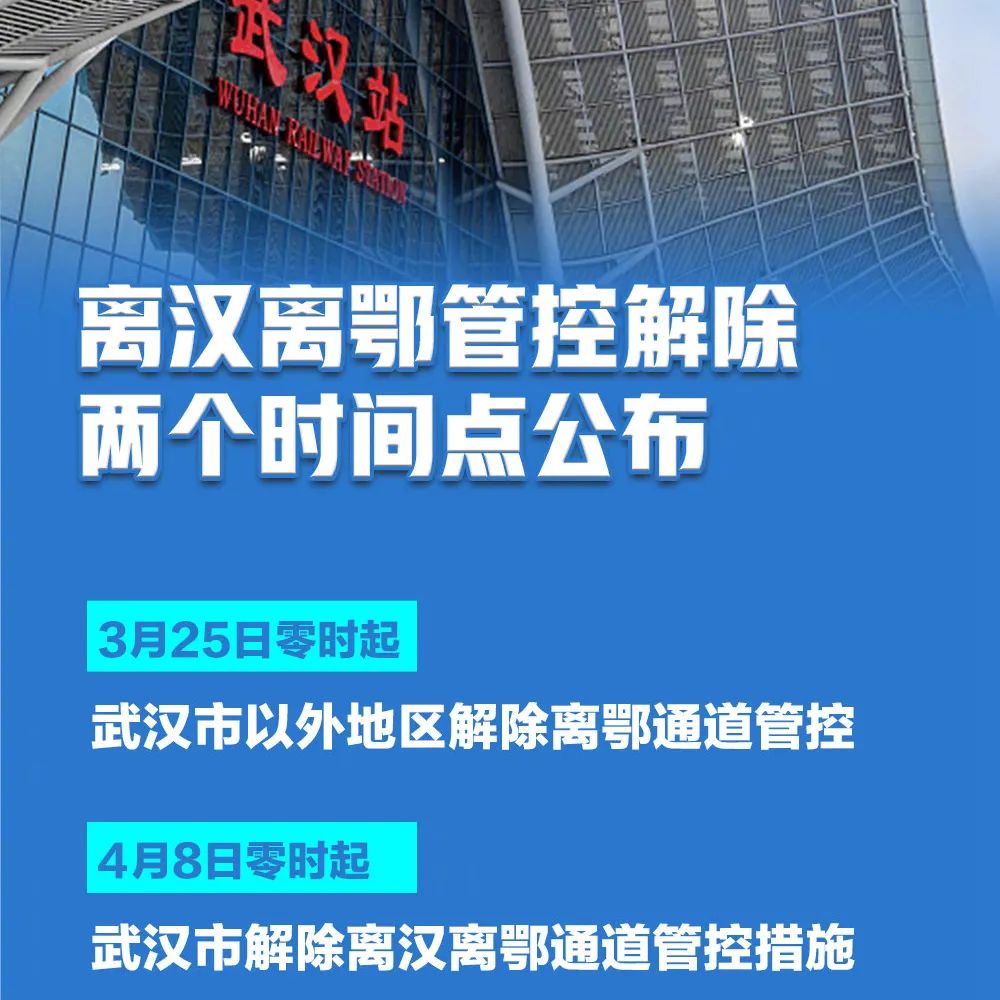 武汉站
WUHAN RAILWAY STATION
离汉离鄂管控解除
两个时间点公布
3月25日零时起
武汉市以外地区解除离鄂通道管控
4月8日零时起
武汉市解除离汉离鄂通道管控措施